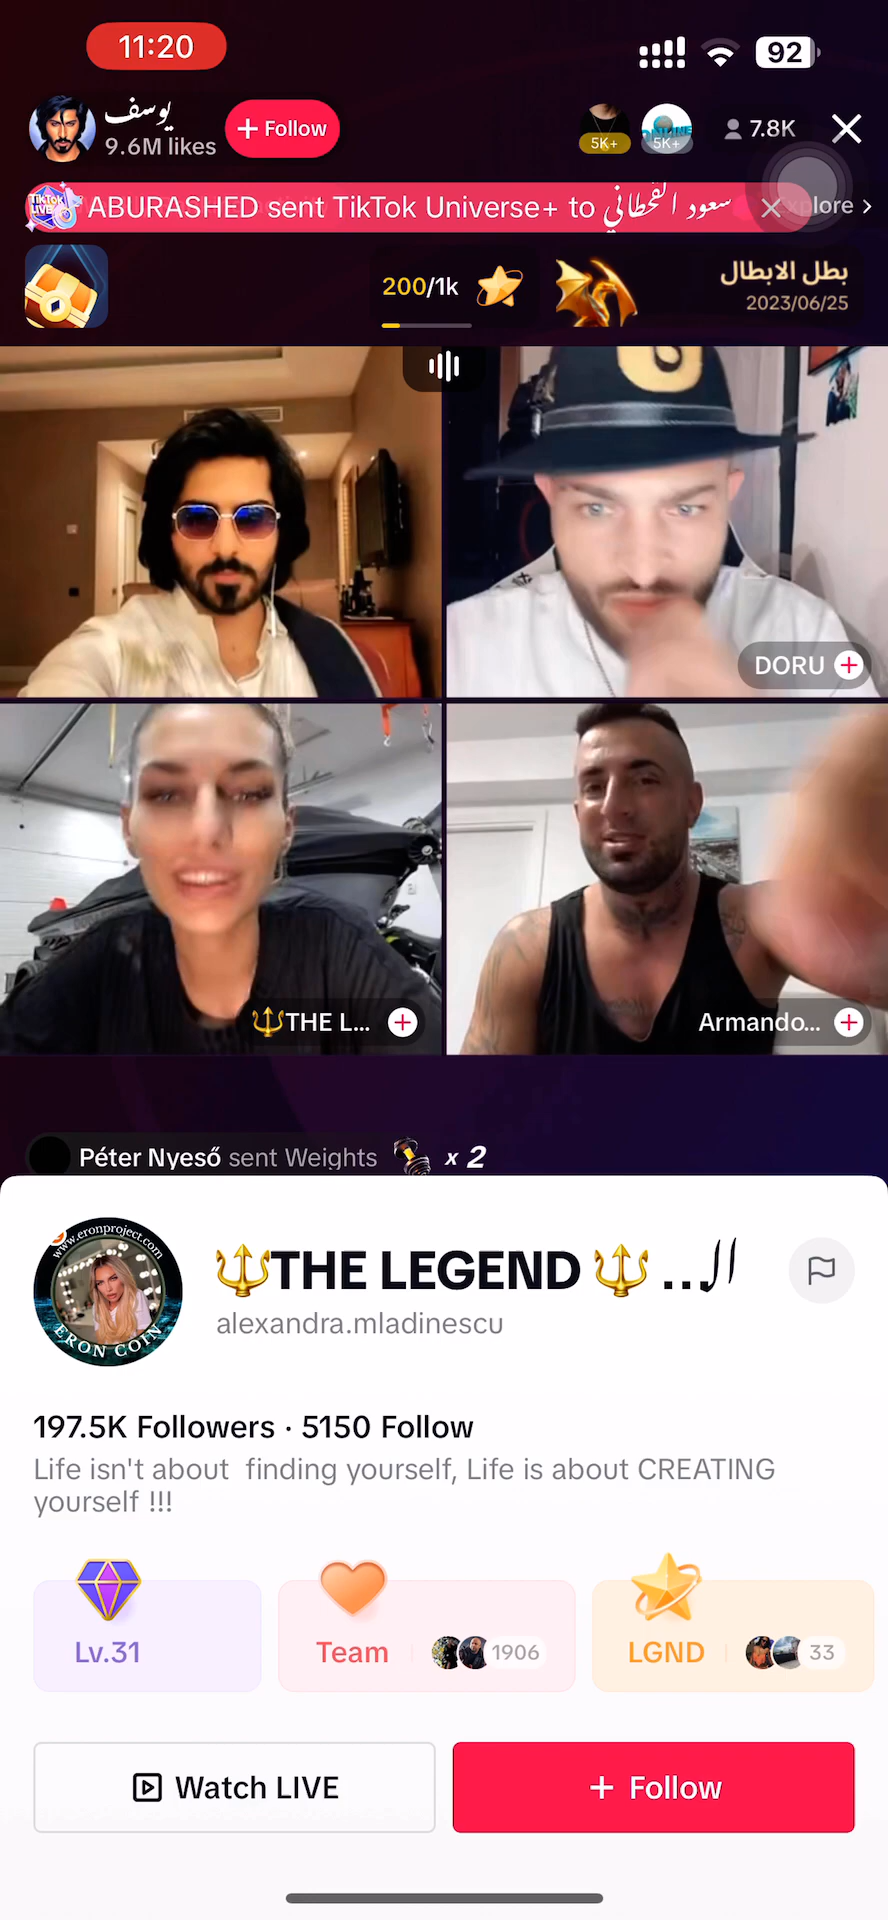 11:20
92
يوسف
9.6M likes
+ Follow
5K+
5K+
7.8K
ABURASHED sent TikTok Universe+ to سعود القحطاني
xplore >
200/1k
بطل الابطال
2023/06/25
DORU
🔱THE L...
Armando...
Péter Nyeső sent Weights x 2
www.eronproject.com
ERON COIN
🔱THE LEGEND 🔱 ...الـ
alexandra.mladinescu
197.5K Followers · 5150 Follow
Life isn't about  finding yourself, Life is about CREATING
yourself !!!
Lv.31
Team
1906
LGND
33
Watch LIVE
+ Follow